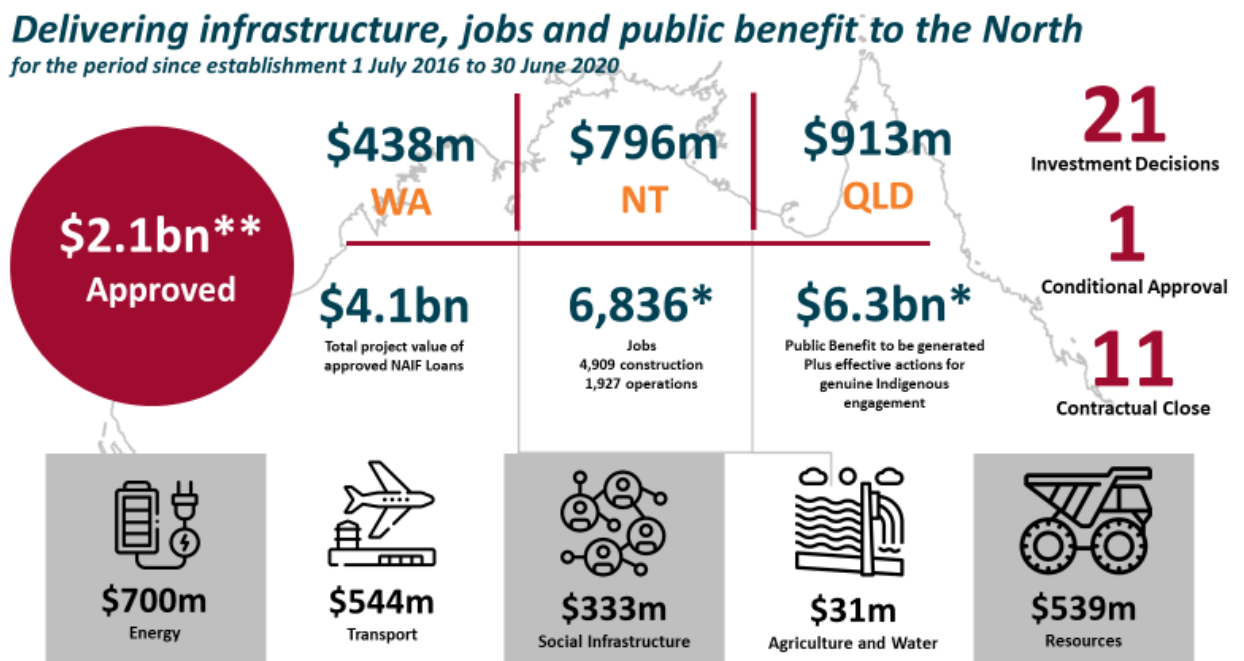 Delivering infrastructure, jobs and public benefit to the North
for the period since establishment 1 July 2016 to 30 June 2020
$2.1bn**
Approved
$438m
WA
$796m
NT
$913m
QLD
$4.1bn
Total project value of
approved NAIF Loans
6,836*
Jobs
4,909 construction
1,927 operations
$6.3bn*
Public Benefit to be generated
Plus effective actions for
genuine Indigenous
engagement
21
Investment Decisions
1
Conditional Approval
11
Contractual Close
$700m
Energy
$544m
Transport
$333m
Social Infrastructure
$31m
Agriculture and Water
$539m
Resources